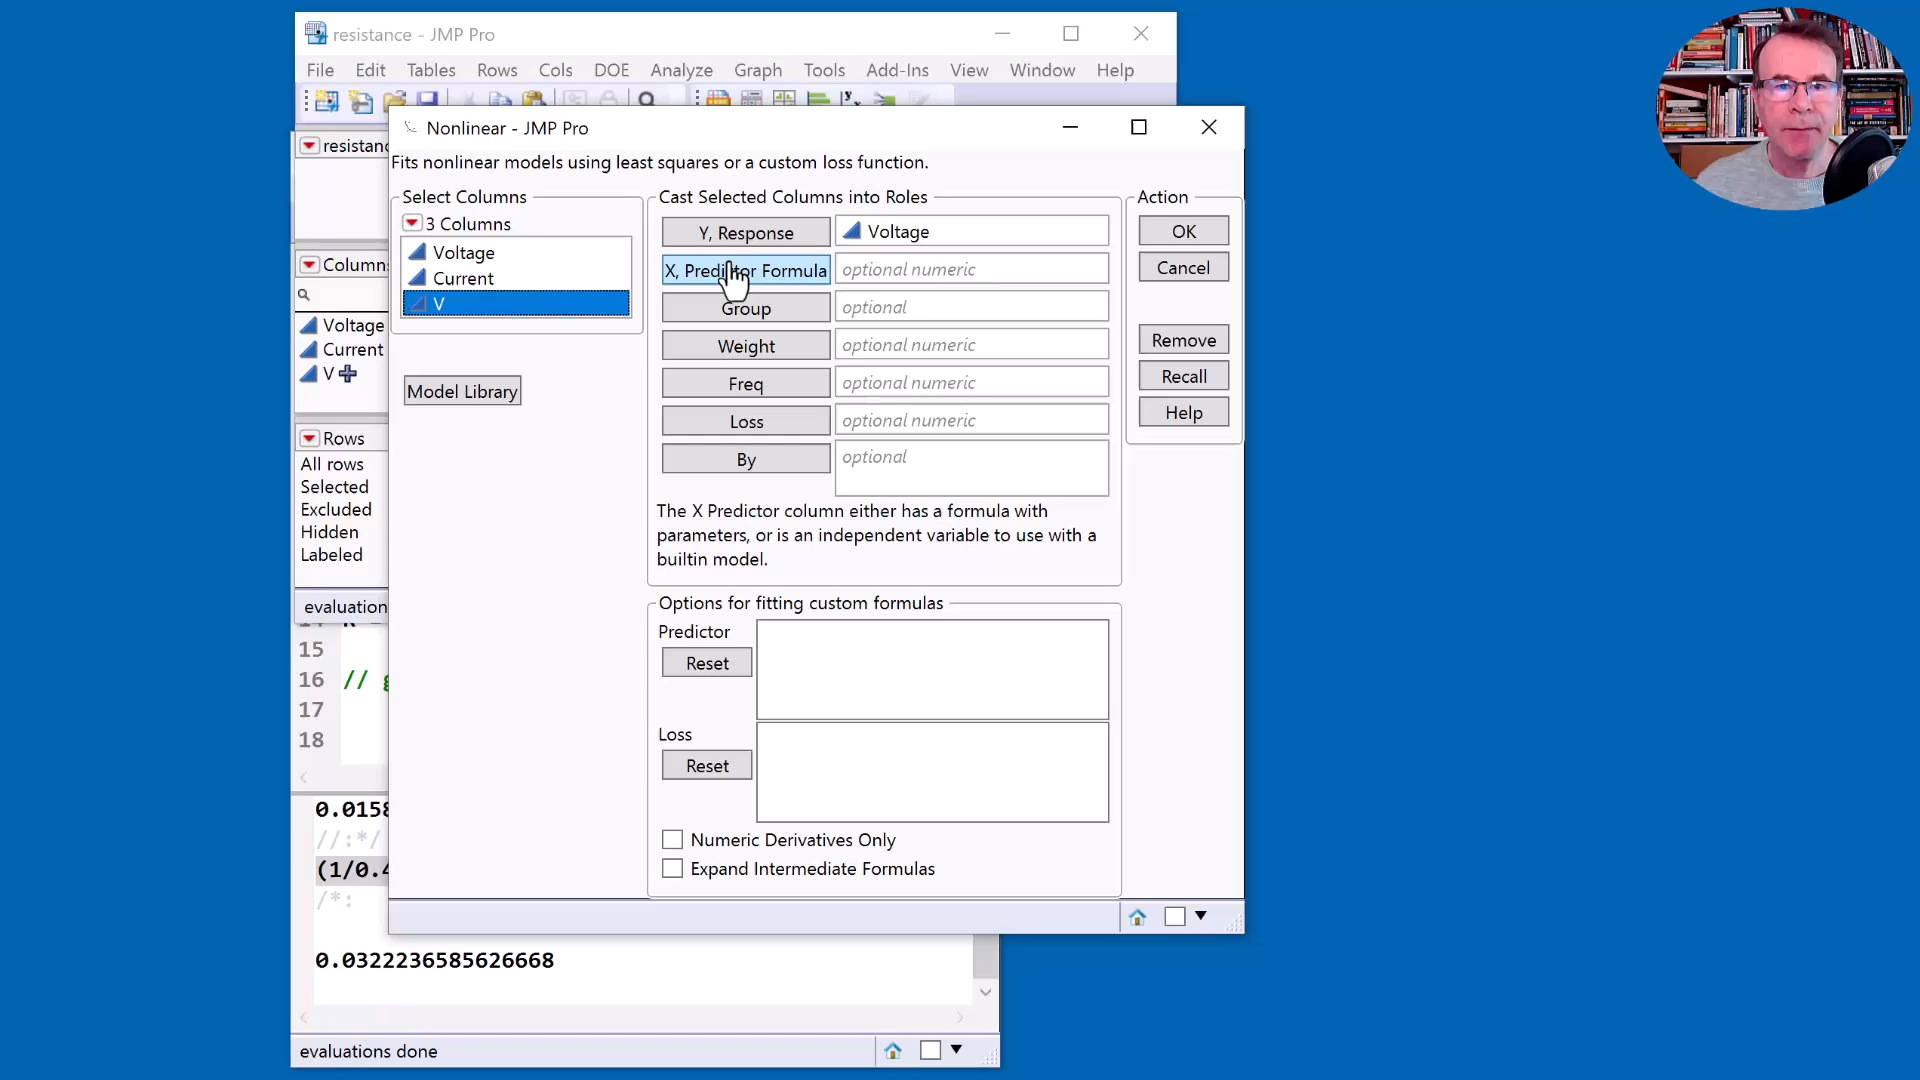 resistance - JMP Pro
File Edit Tables Rows Cols DOE Analyze Graph Tools Add-Ins View Window Help
Nonlinear - JMP Pro
Fits nonlinear models using least squares or a custom loss function.
Select Columns
3 Columns
Voltage
Current
V
Model Library
Cast Selected Columns into Roles
Y, Response Voltage
X, Predictor Formula optional numeric
Group optional
Weight optional numeric
Freq optional numeric
Loss optional numeric
By optional
The X Predictor column either has a formula with
parameters, or is an independent variable to use with a
builtin model.
Action
OK
Cancel
Remove
Recall
Help
Options for fitting custom formulas
Predictor
Reset
Loss
Reset
Numeric Derivatives Only
Expand Intermediate Formulas
Voltage
Current
V
Rows
All rows
Selected
Excluded
Hidden
Labeled
15
16 //
17
18
//:*/
/*:
0.0322236585626668
evaluations done